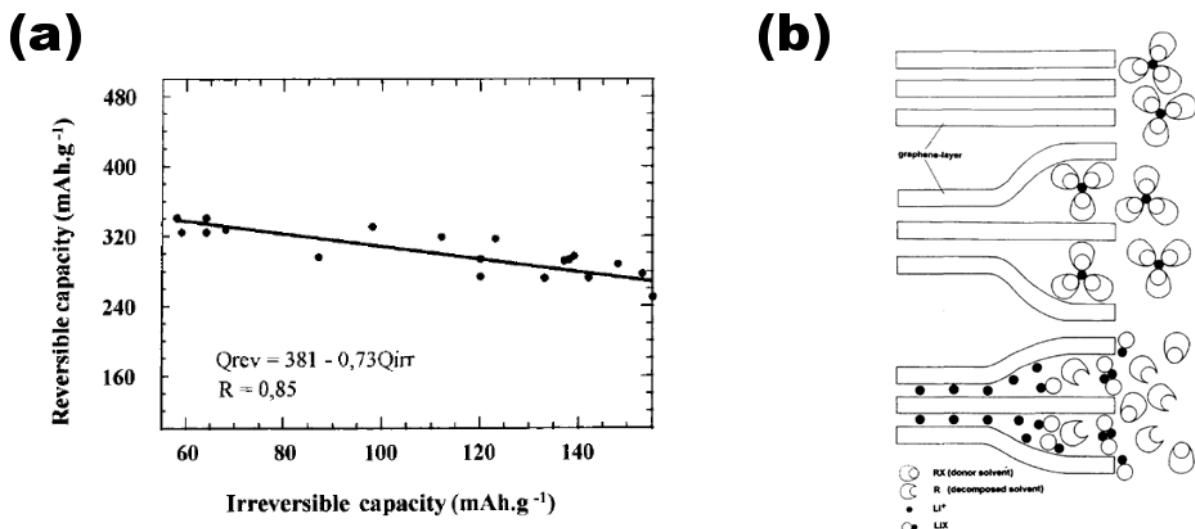 (a)
Reversible capacity (mAh.g⁻¹)
480
400
320
240
160
Qrev = 381 - 0,73Qirr
R = 0,85
60
80
100
120
140
Irreversible capacity (mAh.g⁻¹)
(b)
graphene-layer
RX (donor solvent)
R (decomposed solvent)
Li⁺
LiX